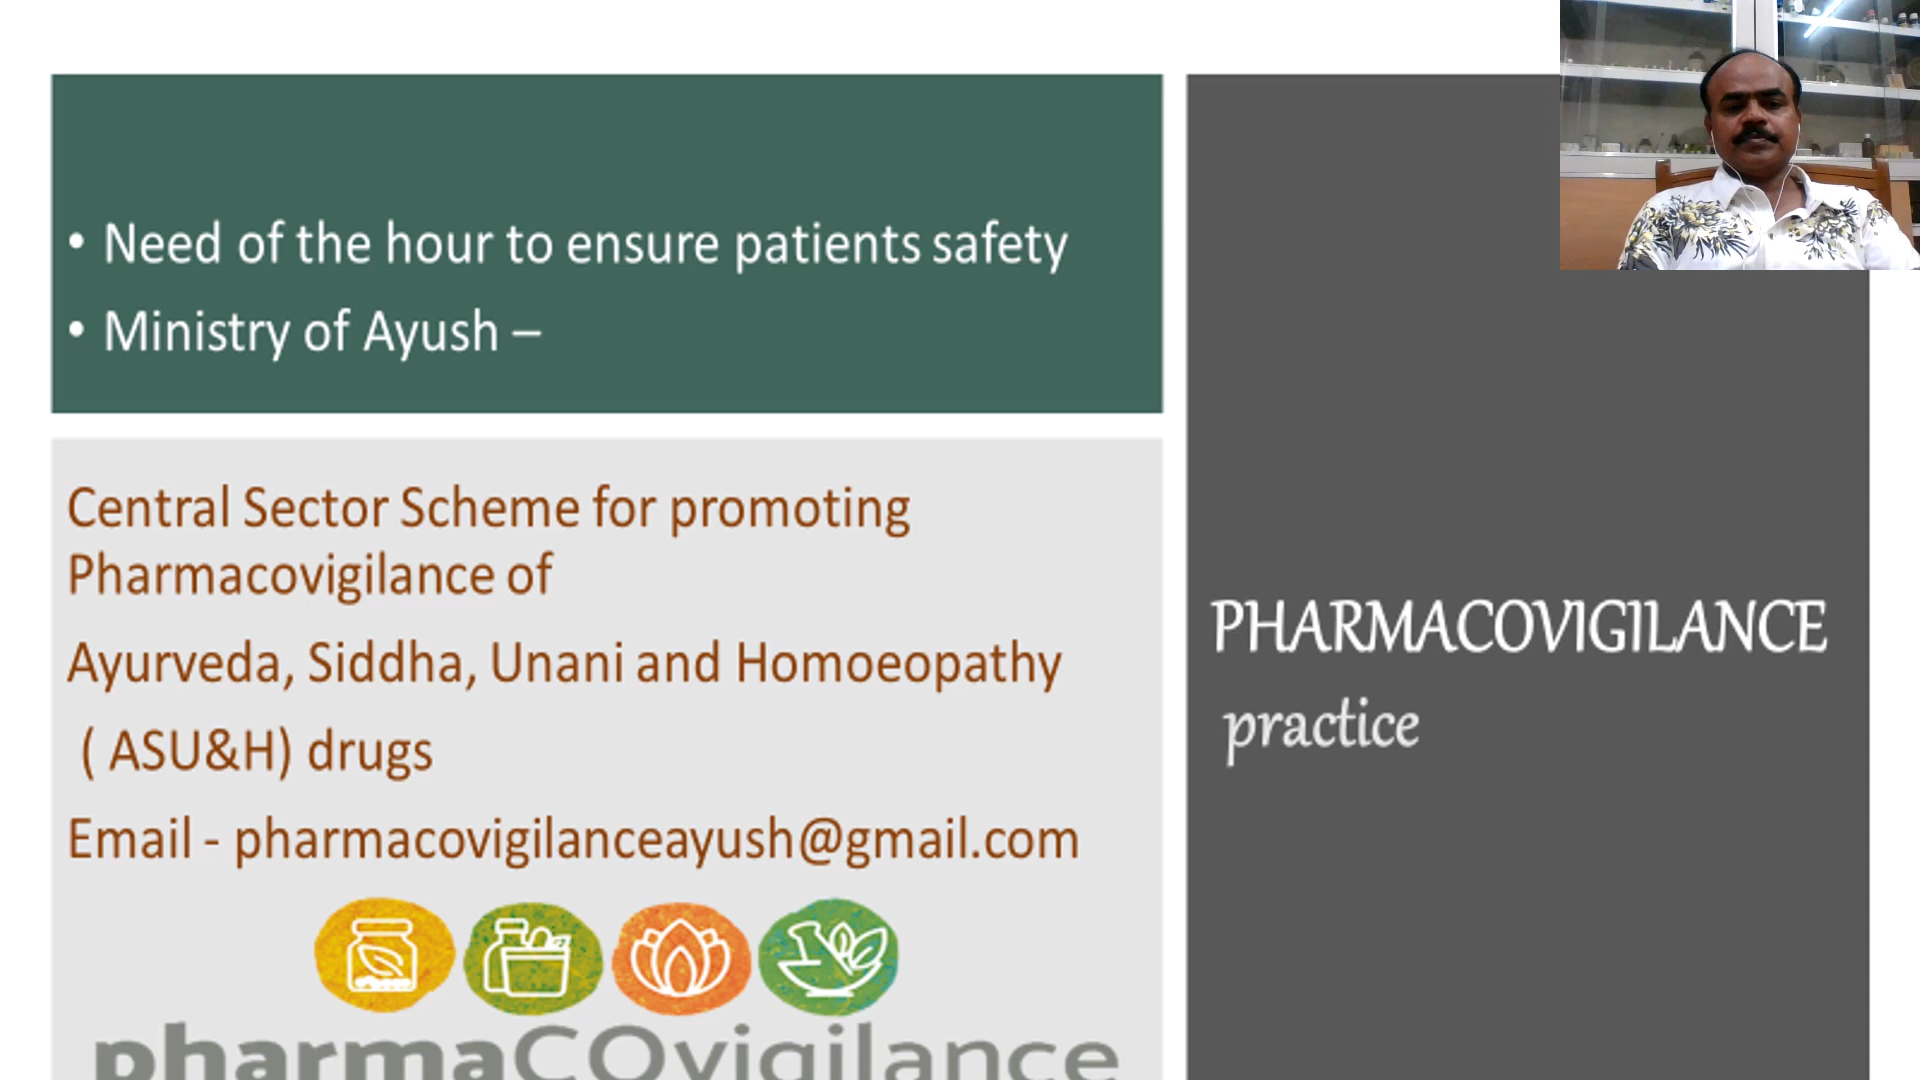 • Need of the hour to ensure patients safety
• Ministry of Ayush –
Central Sector Scheme for promoting
Pharmacovigilance of
Ayurveda, Siddha, Unani and Homoeopathy
( ASU&H) drugs
Email - pharmacovigilanceayush@gmail.com
pharmaCOvigilance
PHARMACOVIGILANCE
practice